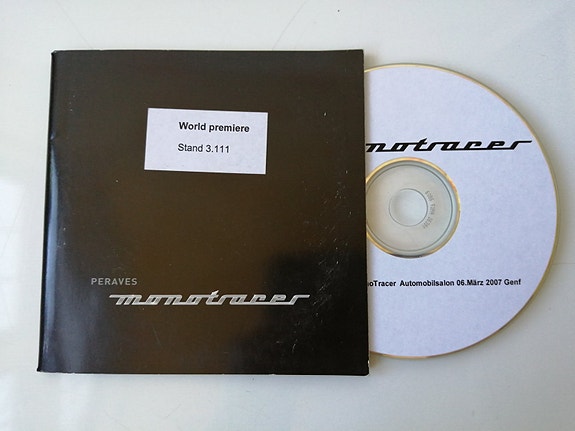 World premiere
Stand 3.111
PERAVES
monotracer
notracer
noTracer Automobilsalon 06.März 2007 Genf